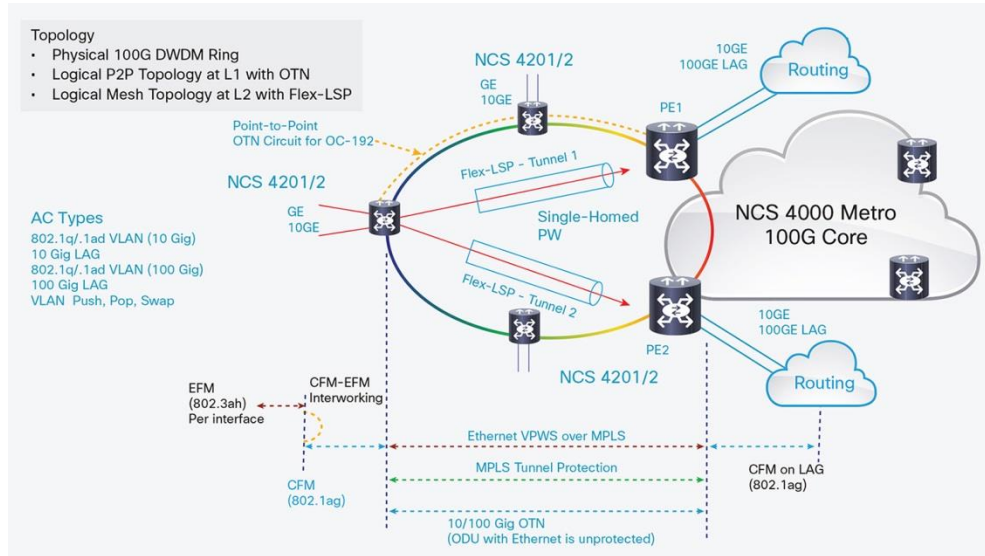 Topology
• Physical 100G DWDM Ring
• Logical P2P Topology at L1 with OTN
• Logical Mesh Topology at L2 with Flex-LSP
NCS 4201/2
GE
10GE
10GE
100GE LAG
Routing
PE1
Point-to-Point
OTN Circuit for OC-192
NCS 4201/2
GE
10GE
Flex-LSP - Tunnel 1
Single-Homed
PW
Flex-LSP - Tunnel 2
NCS 4000 Metro
100G Core
AC Types
802.1q/.1ad VLAN (10 Gig)
10 Gig LAG
802.1q/.1ad VLAN (100 Gig)
100 Gig LAG
VLAN Push, Pop, Swap
PE2
10GE
100GE LAG
Routing
NCS 4201/2
EFM
(802.3ah)
Per interface
CFM-EFM
Interworking
Ethernet VPWS over MPLS
MPLS Tunnel Protection
CFM
(802.1ag)
CFM on LAG
(802.1ag)
10/100 Gig OTN
(ODU with Ethernet is unprotected)